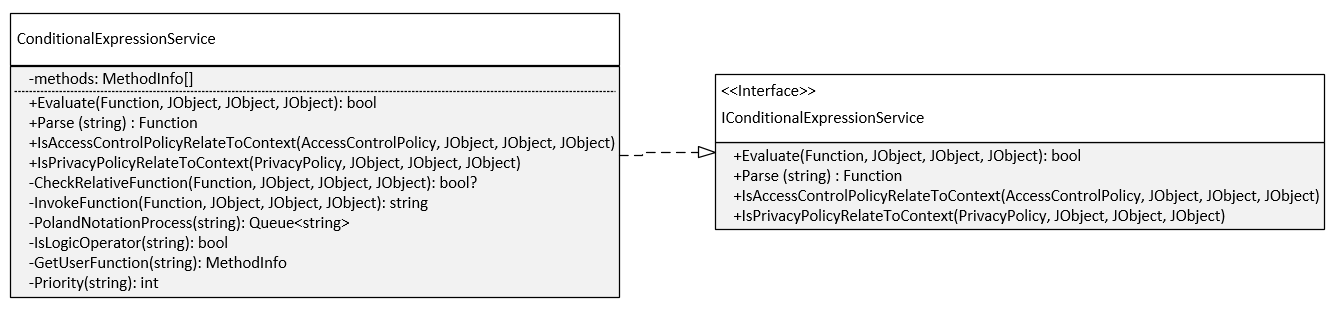 ConditionalExpressionService
-methods: MethodInfo[]
+Evaluate(Function, JObject, JObject, JObject): bool
+Parse (string) : Function
+IsAccessControlPolicyRelateToContext(AccessControlPolicy, JObject, JObject, JObject)
+IsPrivacyPolicyRelateToContext(PrivacyPolicy, JObject, JObject, JObject)
-CheckRelativeFunction(Function, JObject, JObject, JObject): bool?
-InvokeFunction(Function, JObject, JObject, JObject): string
-PolandNotationProcess(string): Queue<string>
-IsLogicOperator(string): bool
-GetUserFunction(string): MethodInfo
-Priority(string): int
<<Interface>>
IConditionalExpressionService
+Evaluate(Function, JObject, JObject, JObject): bool
+Parse (string) : Function
+IsAccessControlPolicyRelateToContext(AccessControlPolicy, JObject, JObject, JObject)
+IsPrivacyPolicyRelateToContext(PrivacyPolicy, JObject, JObject, JObject)